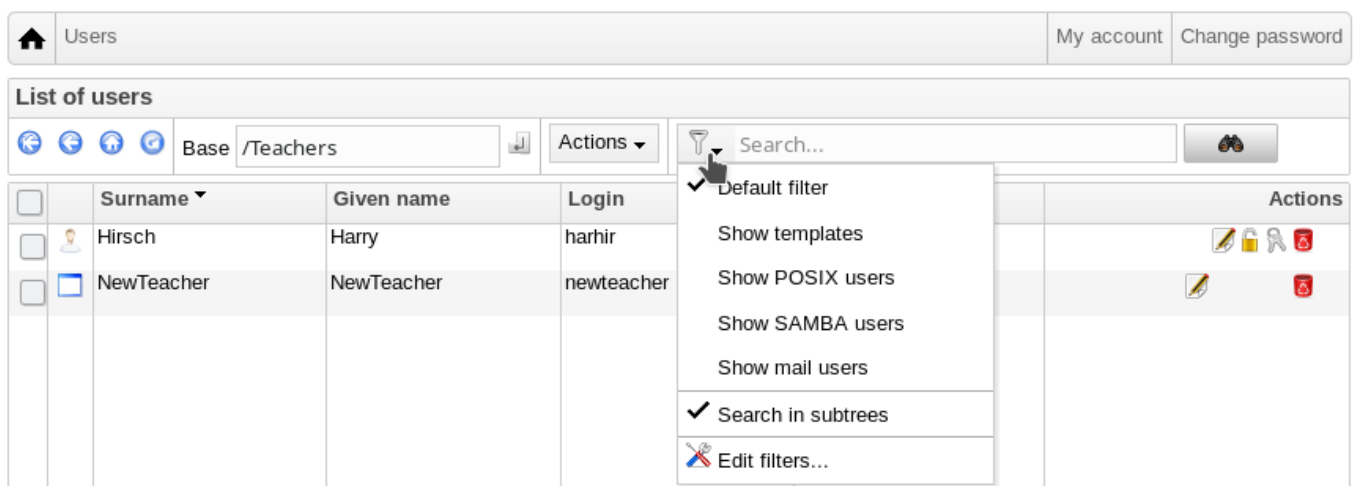 Users My account Change password
List of users
Base /Teachers Actions Search...
Default filter
Surname Given name Login Actions
Hirsch Harry harhir
Show templates
Show POSIX users
NewTeacher NewTeacher newteacher
Show SAMBA users
Show mail users
Search in subtrees
Edit filters...